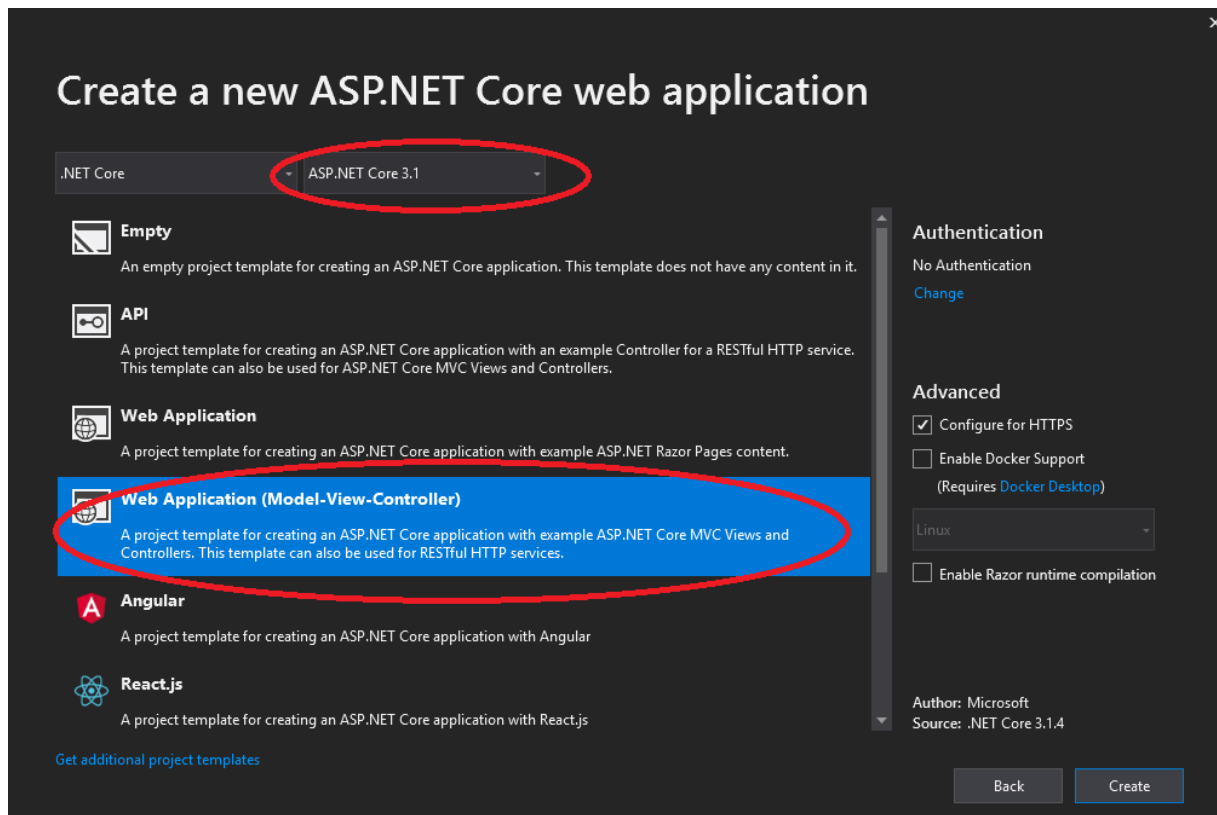 Create a new ASP.NET Core web application
.NET Core
ASP.NET Core 3.1
Empty
An empty project template for creating an ASP.NET Core application. This template does not have any content in it.
API
A project template for creating an ASP.NET Core application with an example Controller for a RESTful HTTP service.
This template can also be used for ASP.NET Core MVC Views and Controllers.
Web Application
A project template for creating an ASP.NET Core application with example ASP.NET Razor Pages content.
Web Application (Model-View-Controller)
A project template for creating an ASP.NET Core application with example ASP.NET Core MVC Views and
Controllers. This template can also be used for RESTful HTTP services.
Angular
A project template for creating an ASP.NET Core application with Angular
React.js
A project template for creating an ASP.NET Core application with React.js
Get additional project templates
Authentication
No Authentication
Change
Advanced
Configure for HTTPS
Enable Docker Support
(Requires Docker Desktop)
Linux
Enable Razor runtime compilation
Author: Microsoft
Source: .NET Core 3.1.4
Back
Create